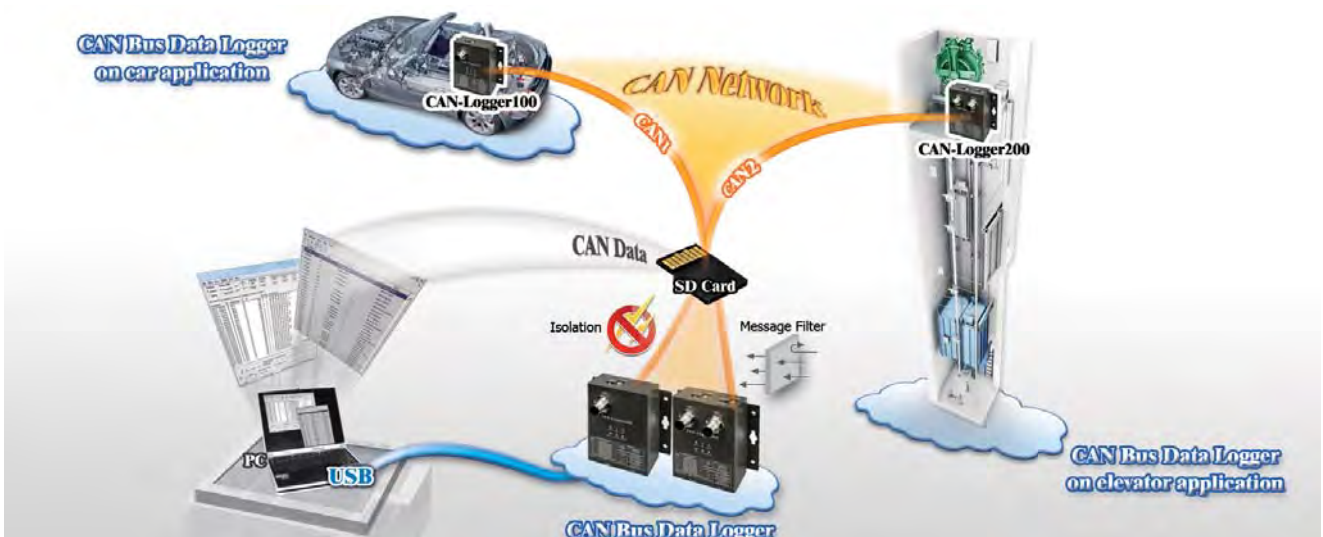 CAN Bus Data Logger
on car application
CAN-Logger100
CAN Network
CAN1
CAN2
CAN-Logger200
CAN Data
SD Card
Isolation
Message Filter
PC
USB
CAN Bus Data Logger
on elevator application
CAN Bus Data Logger